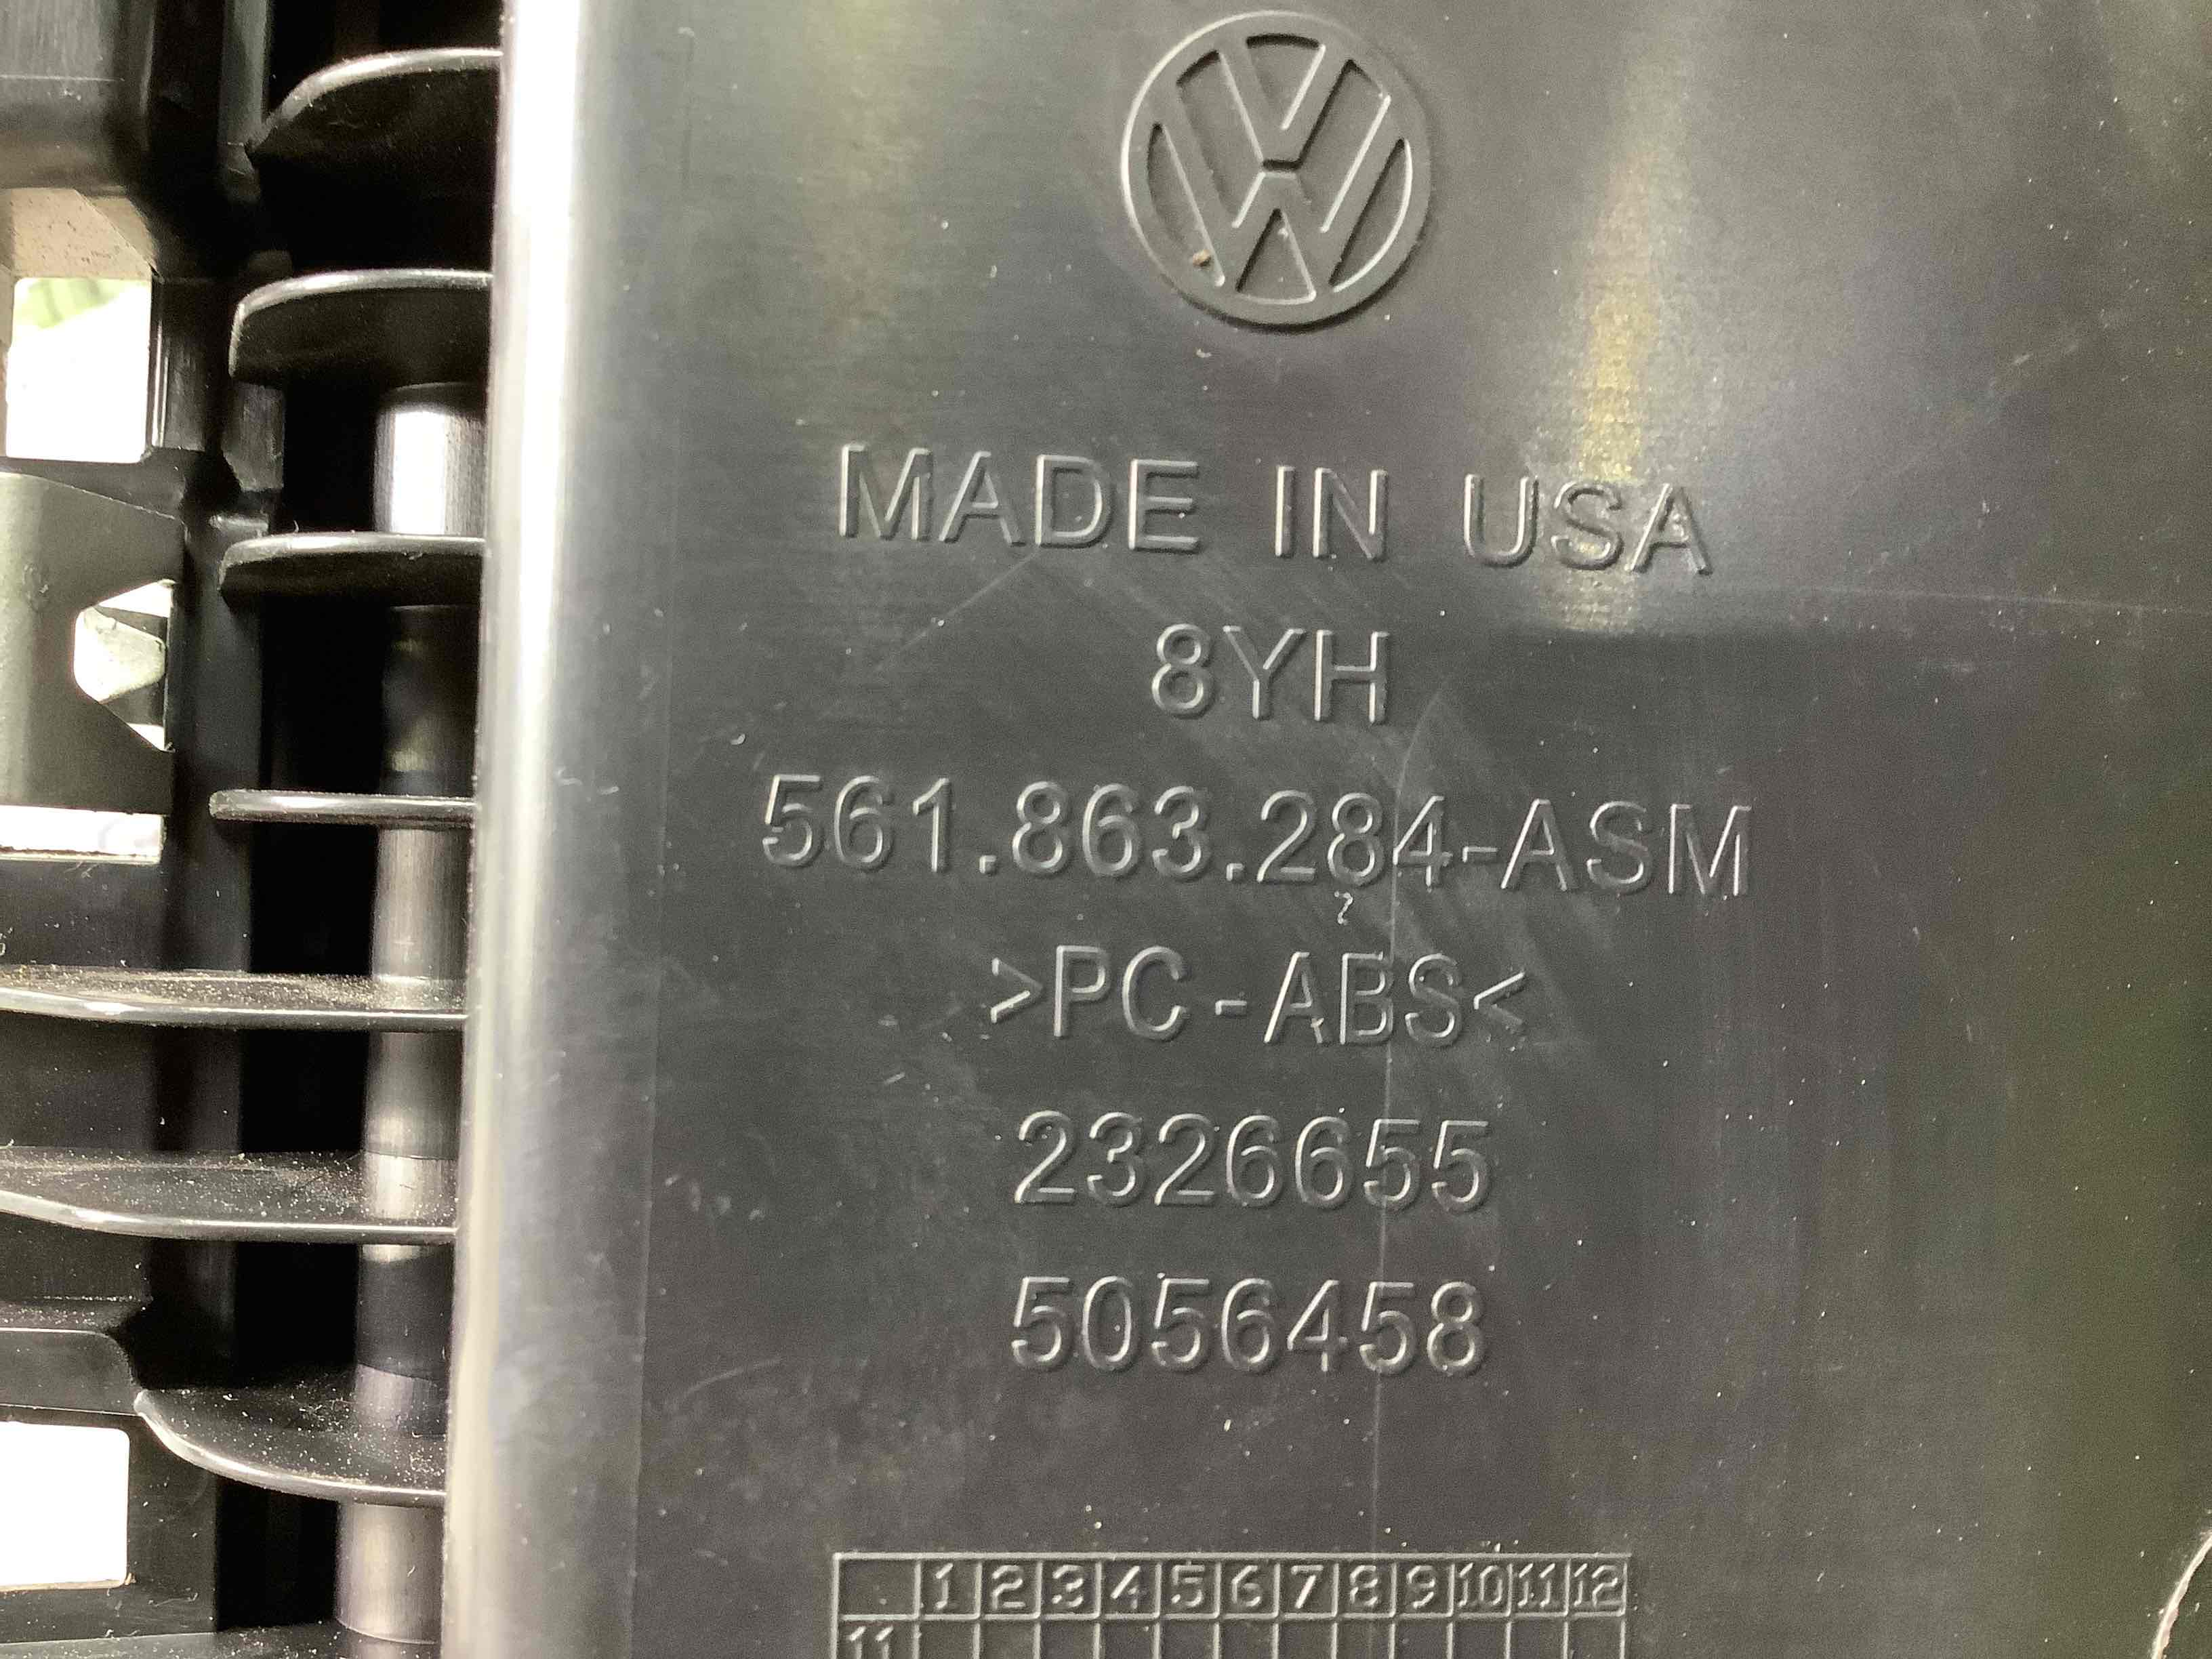 VW
MADE IN USA
8YH
561.863.284-ASM
>PC-ABS<
2326655
5056458
1 2 3 4 5 6 7 8 9 10 11 12
11